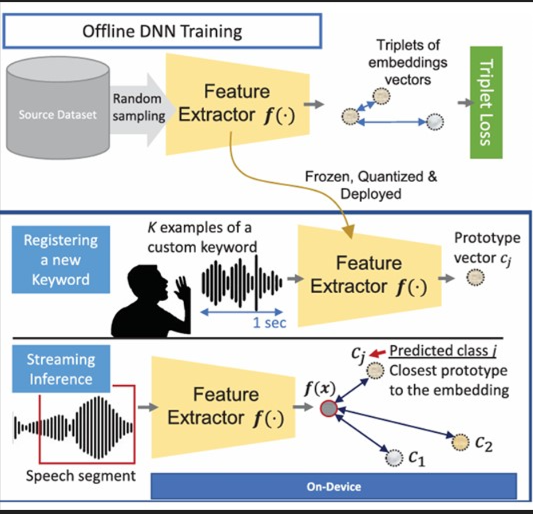 Offline DNN Training
Source Dataset
Random
sampling
Feature
Extractor f(·)
Triplets of
embeddings
vectors
Triplet Loss
Frozen, Quantized &
Deployed
Registering
a new
Keyword
K examples of a
custom keyword
1 sec
Feature
Extractor f(·)
Prototype
vector cj
Streaming
Inference
Speech segment
Feature
Extractor f(·)
f(x)
Cj
Predicted class j
Closest prototype
to the embedding
C1
C2
On-Device